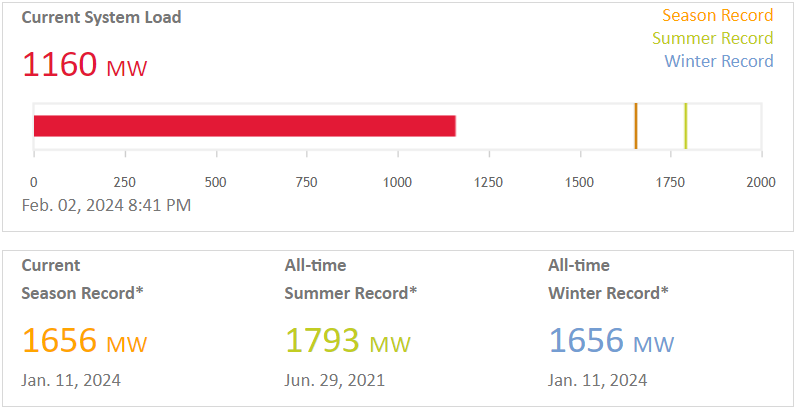 Current System Load
Season Record
Summer Record
Winter Record
1160 MW
0 250 500 750 1000 1250 1500 1750 2000
Feb. 02, 2024 8:41 PM
Current
Season Record*
1656 MW
Jan. 11, 2024
All-time
Summer Record*
1793 MW
Jun. 29, 2021
All-time
Winter Record*
1656 MW
Jan. 11, 2024